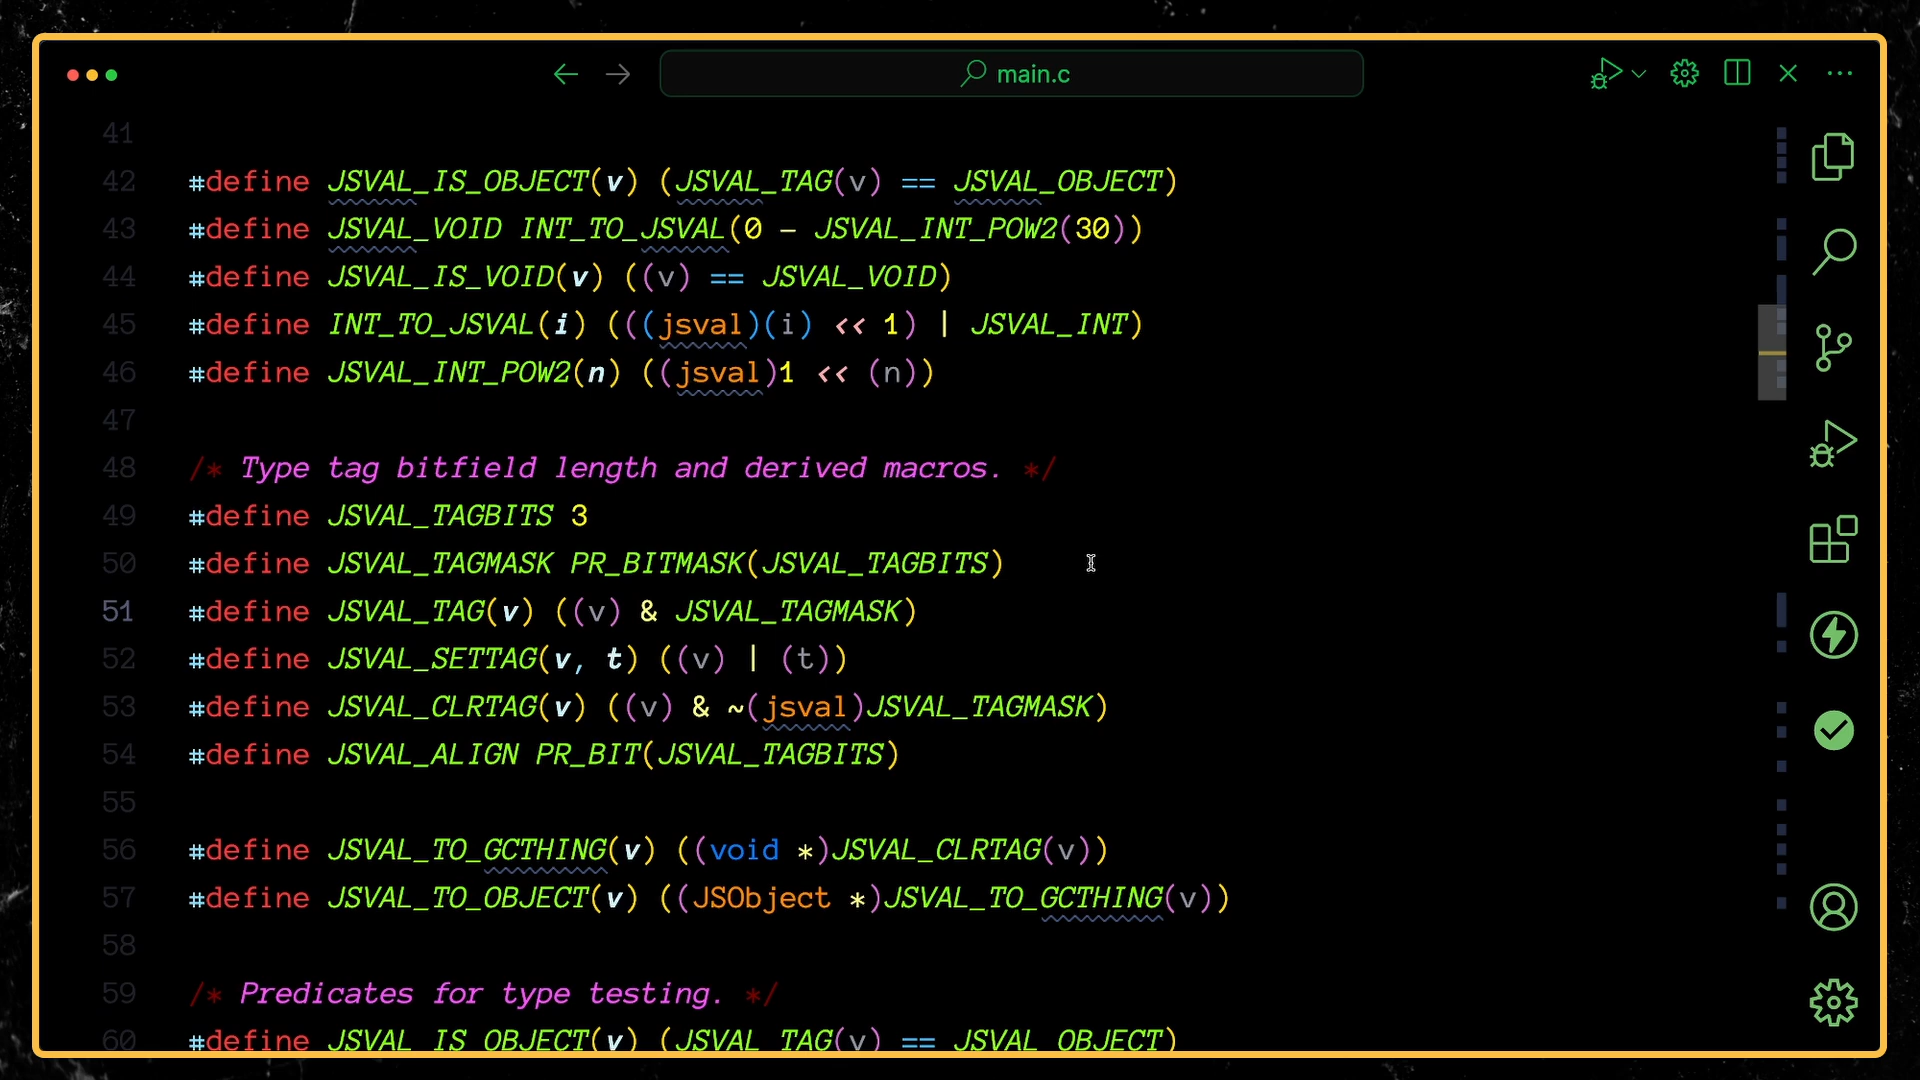 main.c
41
42 #define JSVAL_IS_OBJECT(v) (JSVAL_TAG(v) == JSVAL_OBJECT)
43 #define JSVAL_VOID INT_TO_JSVAL(0 - JSVAL_INT_POW2(30))
44 #define JSVAL_IS_VOID(v) ((v) == JSVAL_VOID)
45 #define INT_TO_JSVAL(i) (((jsval)(i) << 1) | JSVAL_INT)
46 #define JSVAL_INT_POW2(n) ((jsval)1 << (n))
47
48 /* Type tag bitfield length and derived macros. */
49 #define JSVAL_TAGBITS 3
50 #define JSVAL_TAGMASK PR_BITMASK(JSVAL_TAGBITS)
51 #define JSVAL_TAG(v) ((v) & JSVAL_TAGMASK)
52 #define JSVAL_SETTAG(v, t) ((v) | (t))
53 #define JSVAL_CLRTAG(v) ((v) & ~(jsval)JSVAL_TAGMASK)
54 #define JSVAL_ALIGN PR_BIT(JSVAL_TAGBITS)
55
56 #define JSVAL_TO_GCTHING(v) ((void *)JSVAL_CLRTAG(v))
57 #define JSVAL_TO_OBJECT(v) ((JSObject *)JSVAL_TO_GCTHING(v))
58
59 /* Predicates for type testing. */
60 #define JSVAL_IS_OBJECT(v) (JSVAL_TAG(v) == JSVAL_OBJECT)